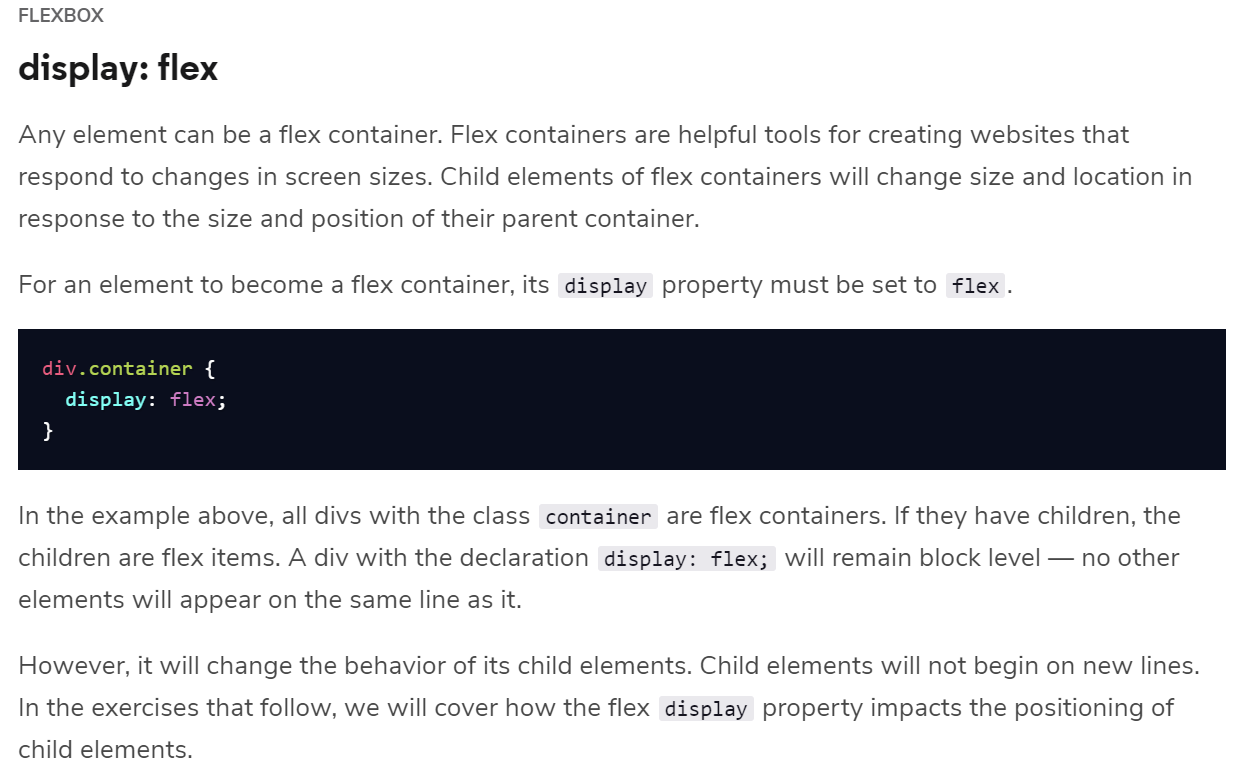 FLEXBOX
display: flex
Any element can be a flex container. Flex containers are helpful tools for creating websites that
respond to changes in screen sizes. Child elements of flex containers will change size and location in
response to the size and position of their parent container.
For an element to become a flex container, its display property must be set to flex.
div.container {
  display: flex;
}
In the example above, all divs with the class container are flex containers. If they have children, the
children are flex items. A div with the declaration display: flex; will remain block level — no other
elements will appear on the same line as it.
However, it will change the behavior of its child elements. Child elements will not begin on new lines.
In the exercises that follow, we will cover how the flex display property impacts the positioning of
child elements.